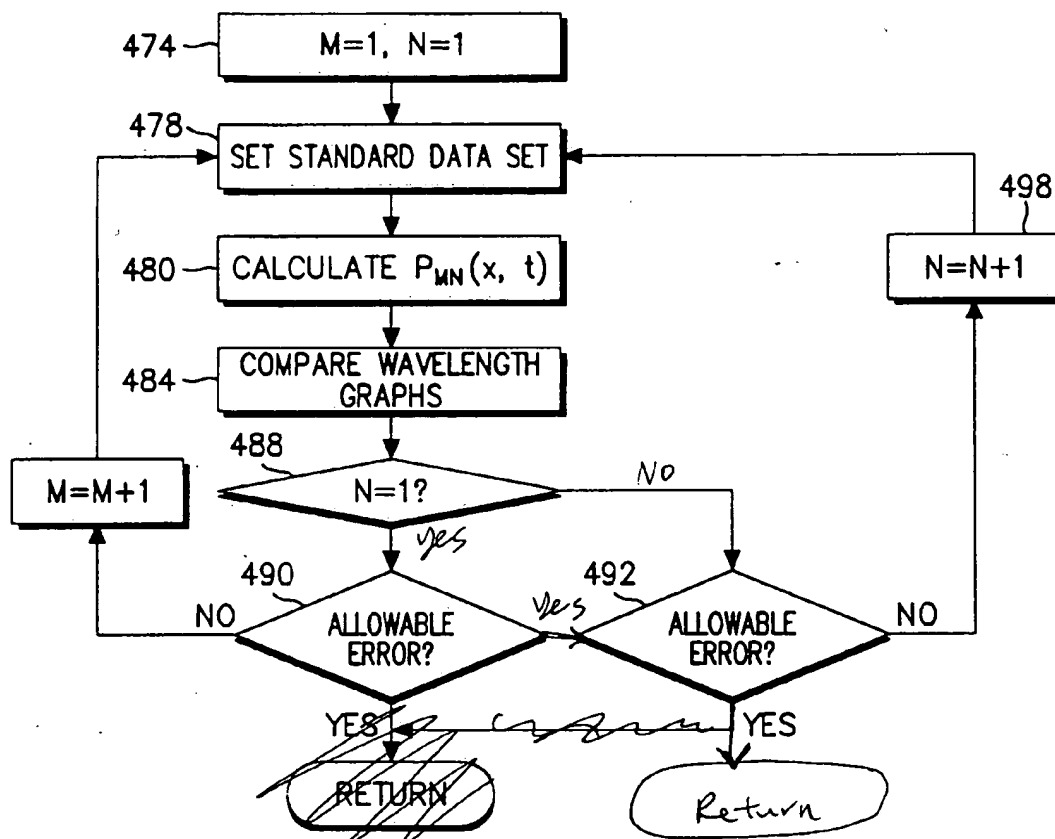 474
M=1, N=1
478
SET STANDARD DATA SET
498
480
CALCULATE P_MN(x, t)
N=N+1
484
COMPARE WAVELENGTH
GRAPHS
488
M=M+1
N=1?
NO
yes
490
492
NO
ALLOWABLE
ERROR?
yes
ALLOWABLE
ERROR?
NO
YES
YES
RETURN
Return